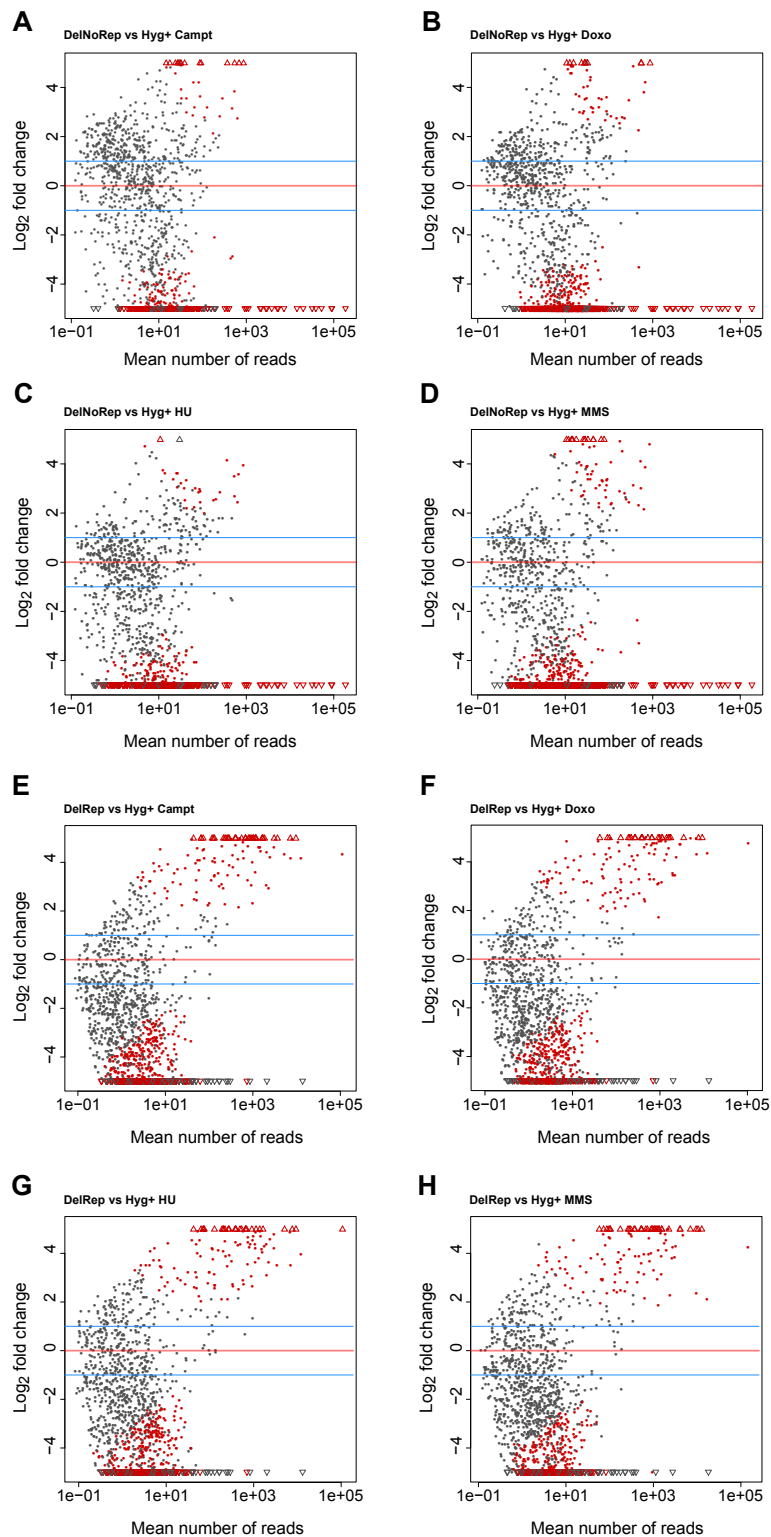 A
DelNoRep vs Hyg+ Campt
Log2 fold change
4
2
0
−2
−4
1e−01
1e+01
1e+03
1e+05
Mean number of reads
B
DelNoRep vs Hyg+ Doxo
Log2 fold change
4
2
0
−2
−4
1e−01
1e+01
1e+03
1e+05
Mean number of reads
C
DelNoRep vs Hyg+ HU
Log2 fold change
4
2
0
−2
−4
1e−01
1e+01
1e+03
1e+05
Mean number of reads
D
DelNoRep vs Hyg+ MMS
Log2 fold change
4
2
0
−2
−4
1e−01
1e+01
1e+03
1e+05
Mean number of reads
E
DelRep vs Hyg+ Campt
Log2 fold change
4
2
0
−2
−4
1e−01
1e+01
1e+03
1e+05
Mean number of reads
F
DelRep vs Hyg+ Doxo
Log2 fold change
4
2
0
−2
−4
1e−01
1e+01
1e+03
1e+05
Mean number of reads
G
DelRep vs Hyg+ HU
Log2 fold change
4
2
0
−2
−4
1e−01
1e+01
1e+03
1e+05
Mean number of reads
H
DelRep vs Hyg+ MMS
Log2 fold change
4
2
0
−2
−4
1e−01
1e+01
1e+03
1e+05
Mean number of reads